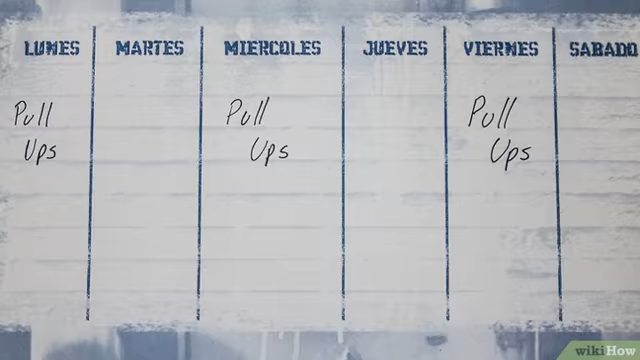 LUNES MARTES MIERCOLES JUEVES VIERNES SABADO
Pull Pull Pull
Ups Ups Ups
wikiHow